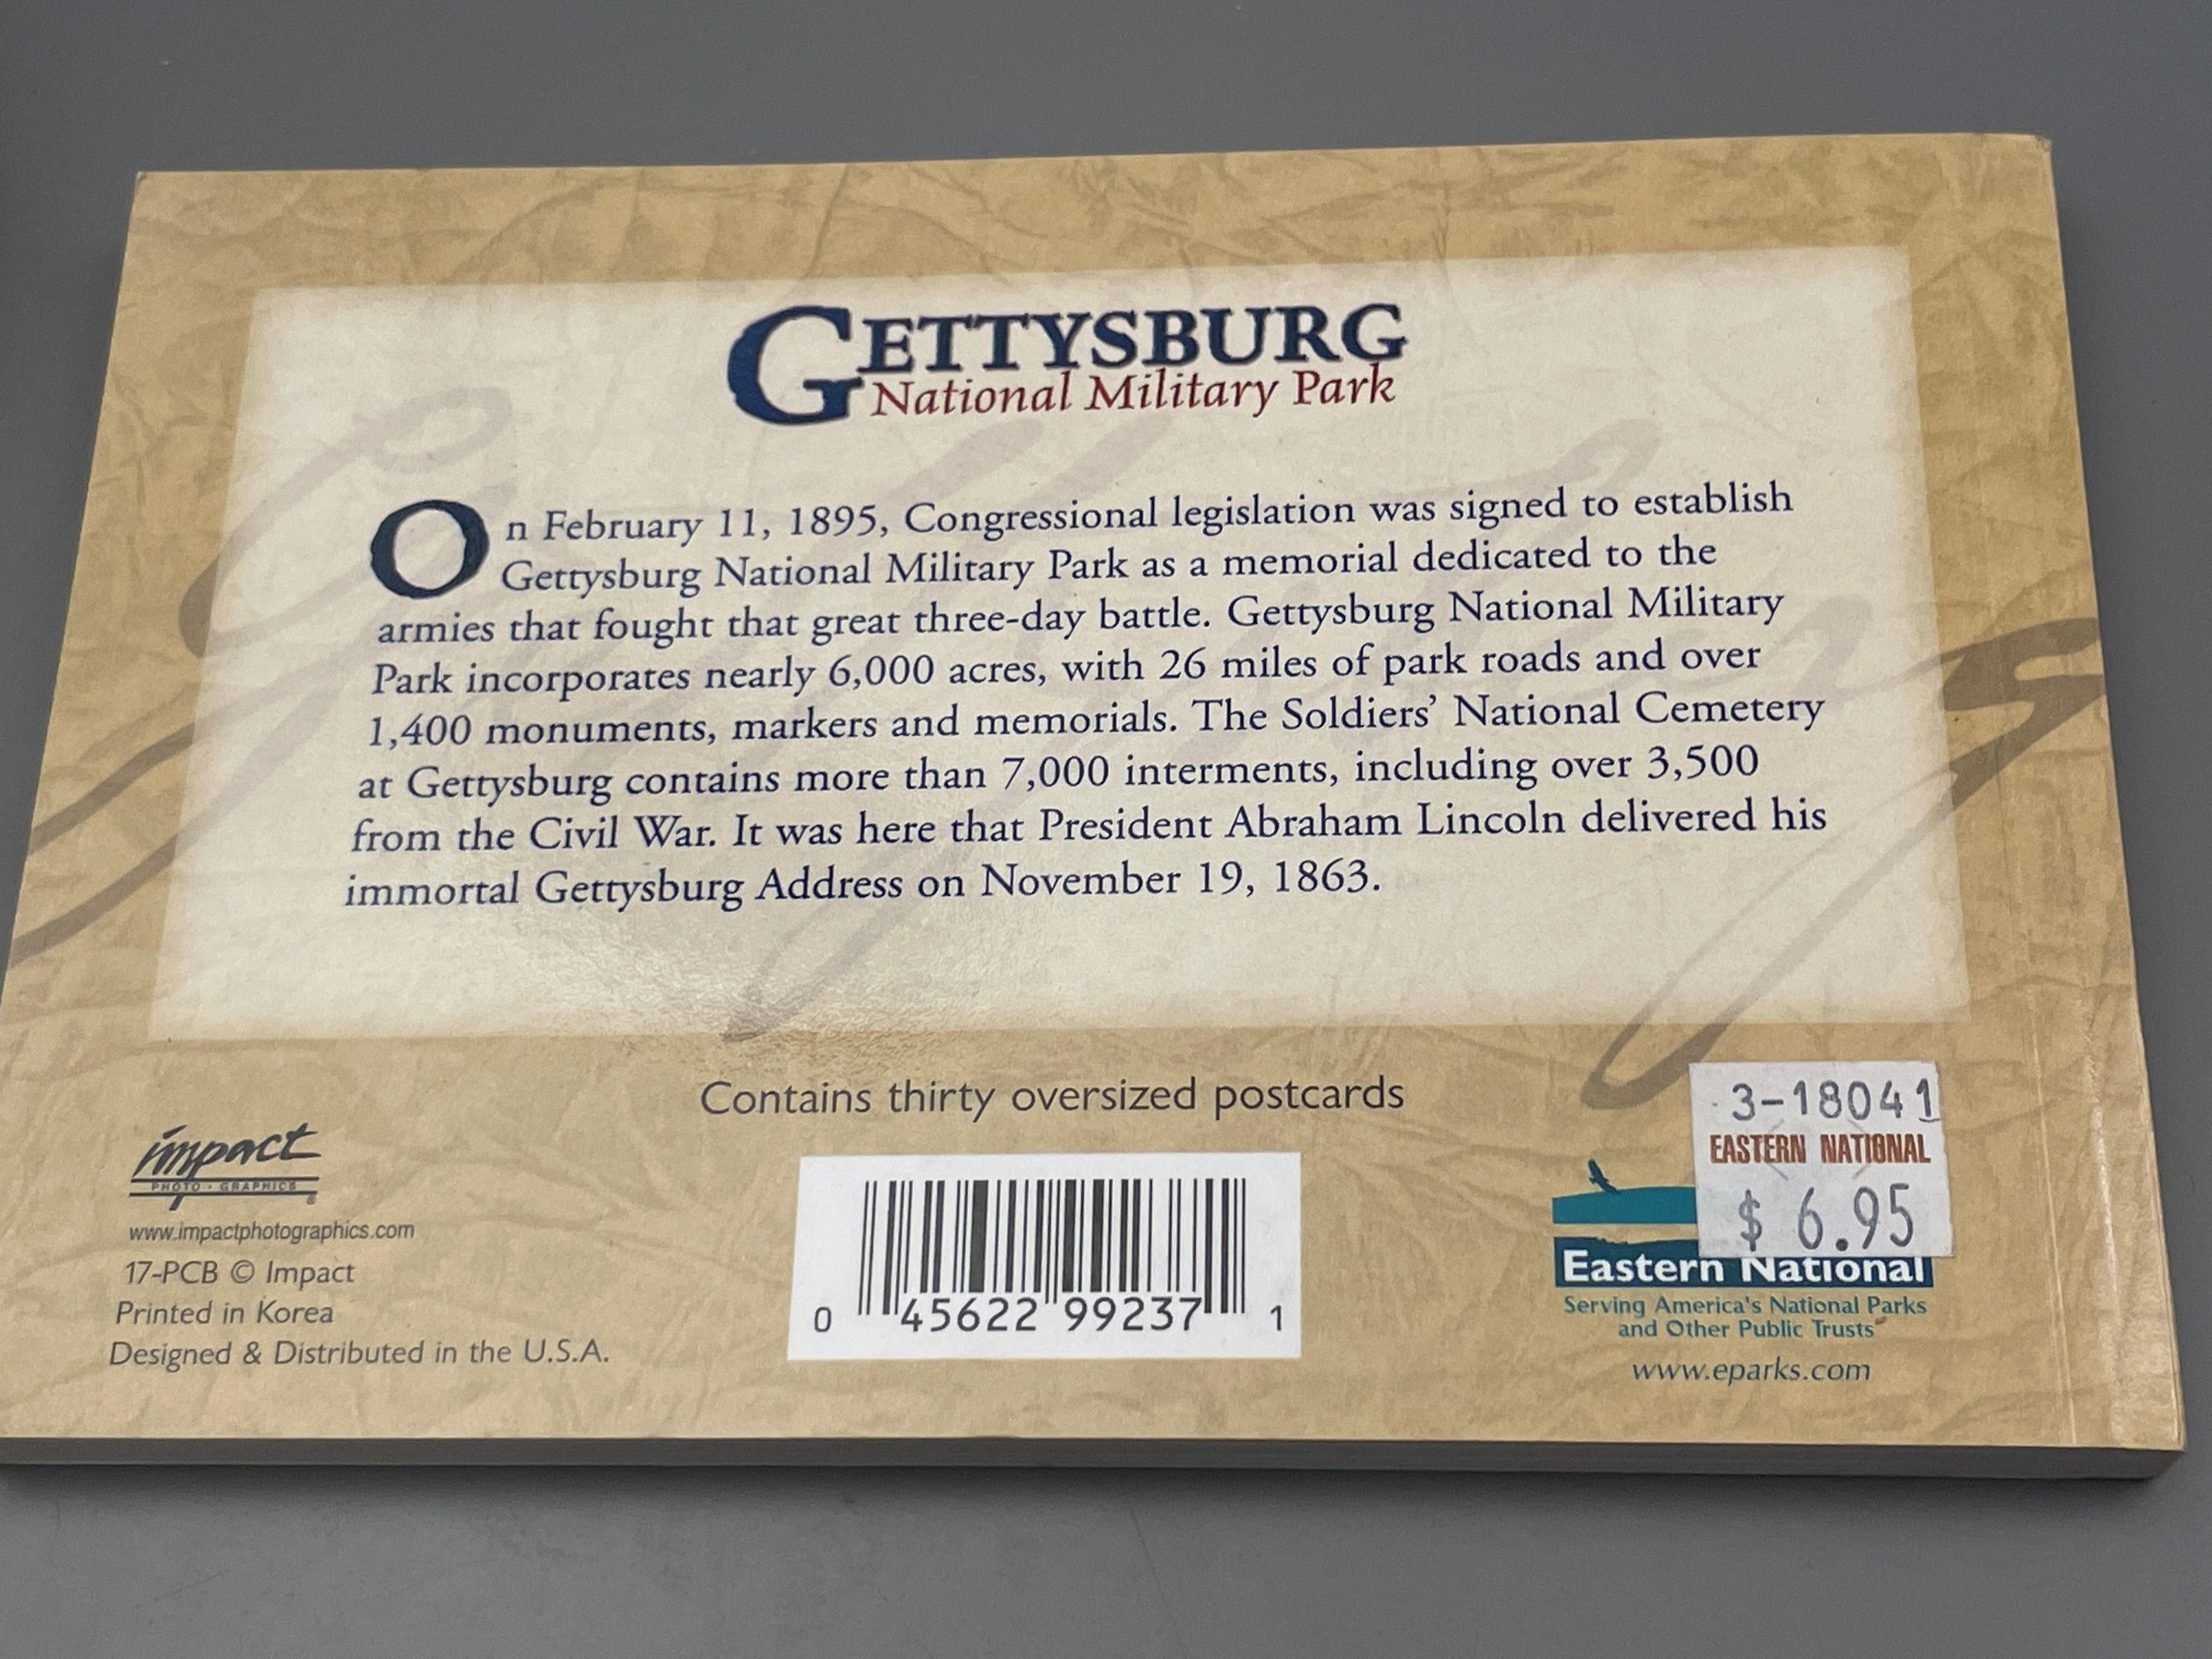 GETTYSBURG
National Military Park
On February 11, 1895, Congressional legislation was signed to establish
Gettysburg National Military Park as a memorial dedicated to the
armies that fought that great three-day battle. Gettysburg National Military
Park incorporates nearly 6,000 acres, with 26 miles of park roads and over
1,400 monuments, markers and memorials. The Soldiers' National Cemetery
at Gettysburg contains more than 7,000 interments, including over 3,500
from the Civil War. It was here that President Abraham Lincoln delivered his
immortal Gettysburg Address on November 19, 1863.
Contains thirty oversized postcards
impact
PHOTO • GRAPHICS
®
www.impactphotographics.com
17-PCB © Impact
Printed in Korea
Designed & Distributed in the U.S.A.
0 45622 99237 1
3-18041
EASTERN NATIONAL
$ 6.95
Eastern National
Serving America's National Parks
and Other Public Trusts
www.eparks.com